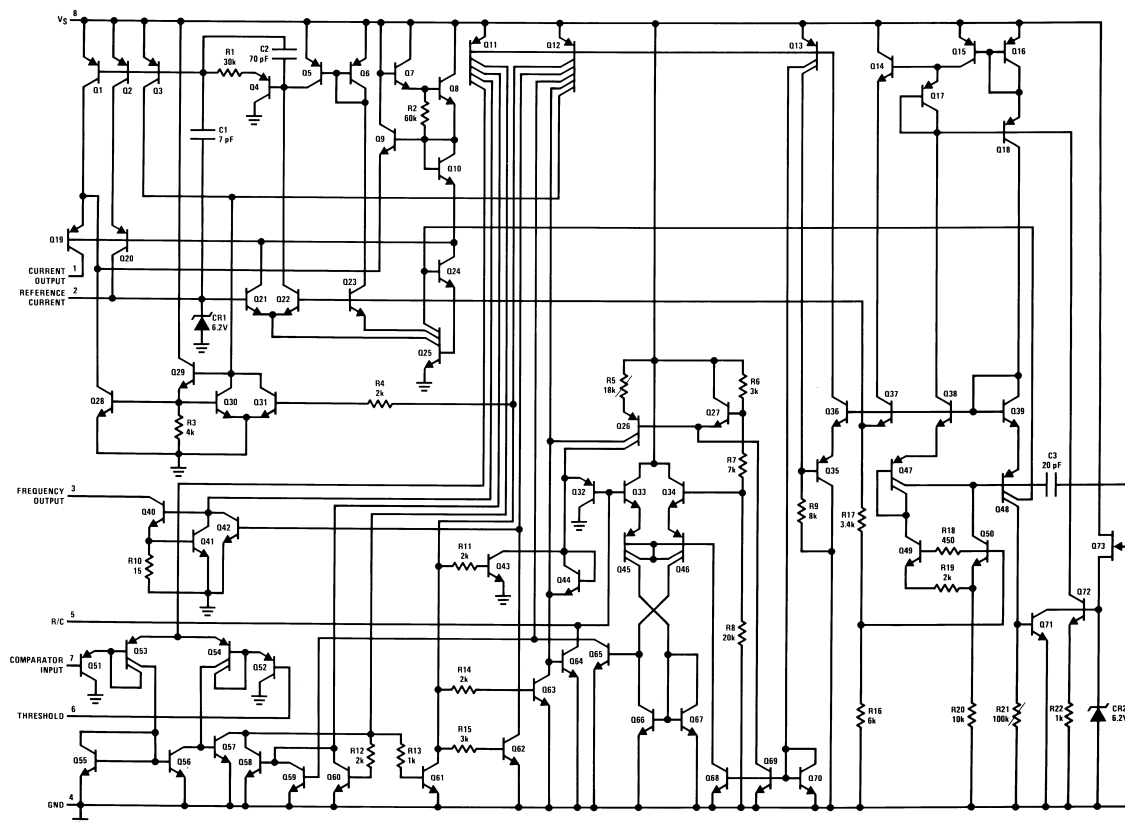 VS 8
Q1
Q2
Q3
R1
30k
C2
70 pF
Q4
Q5
Q6
Q7
Q8
R2
60k
Q9
Q10
Q11
Q12
Q13
Q14
Q15
Q16
Q17
Q18
C1
7 pF
Q19
Q20
CURRENT
OUTPUT 1
REFERENCE
CURRENT 2
Q21
Q22
Q23
Q24
Q25
CR1
6.2V
Q28
Q29
Q30
Q31
R3
4k
R4
2k
R5
18k
Q26
Q27
R6
3k
R7
7k
Q32
Q33
Q34
Q35
Q36
Q37
Q38
Q39
R9
8k
R17
3.4k
Q47
Q48
C3
20 pF
FREQUENCY
OUTPUT 3
Q40
Q41
Q42
R10
15
R11
2k
Q43
Q44
Q45
Q46
Q49
R18
450
R19
2k
Q50
Q73
R/C 5
COMPARATOR
INPUT 7
Q51
Q53
Q54
Q52
THRESHOLD 6
R8
20k
Q71
Q72
R14
2k
Q63
Q64
Q65
Q66
Q67
R15
3k
Q62
R16
6k
R20
10k
R21
100k
R22
1k
CR2
6.2V
Q55
Q56
Q57
Q58
Q59
Q60
R12
2k
R13
1k
Q61
Q68
Q69
Q70
GND 4